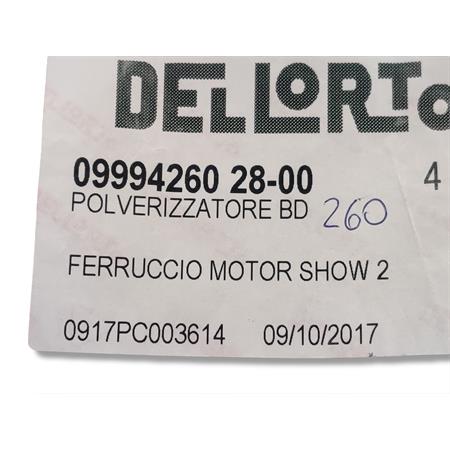 DELLORTO
09994260 28-00 4
POLVERIZZATORE BD 260
FERRUCCIO MOTOR SHOW 2
0917PC003614 09/10/2017